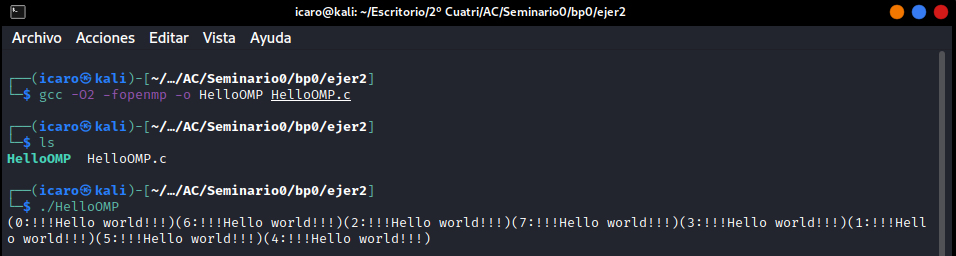 icaro@kali: ~/Escritorio/2º Cuatri/AC/Seminario0/bp0/ejer2
Archivo Acciones Editar Vista Ayuda
┌──(icaro㉿kali)-[~/…/AC/Seminario0/bp0/ejer2]
└─$ gcc -O2 -fopenmp -o HelloOMP HelloOMP.c
┌──(icaro㉿kali)-[~/…/AC/Seminario0/bp0/ejer2]
└─$ ls
HelloOMP  HelloOMP.c
┌──(icaro㉿kali)-[~/…/AC/Seminario0/bp0/ejer2]
└─$ ./HelloOMP
(0:!!!Hello world!!!)(6:!!!Hello world!!!)(2:!!!Hello world!!!)(7:!!!Hello world!!!)(3:!!!Hello world!!!)(1:!!!Hell
o world!!!)(5:!!!Hello world!!!)(4:!!!Hello world!!!)